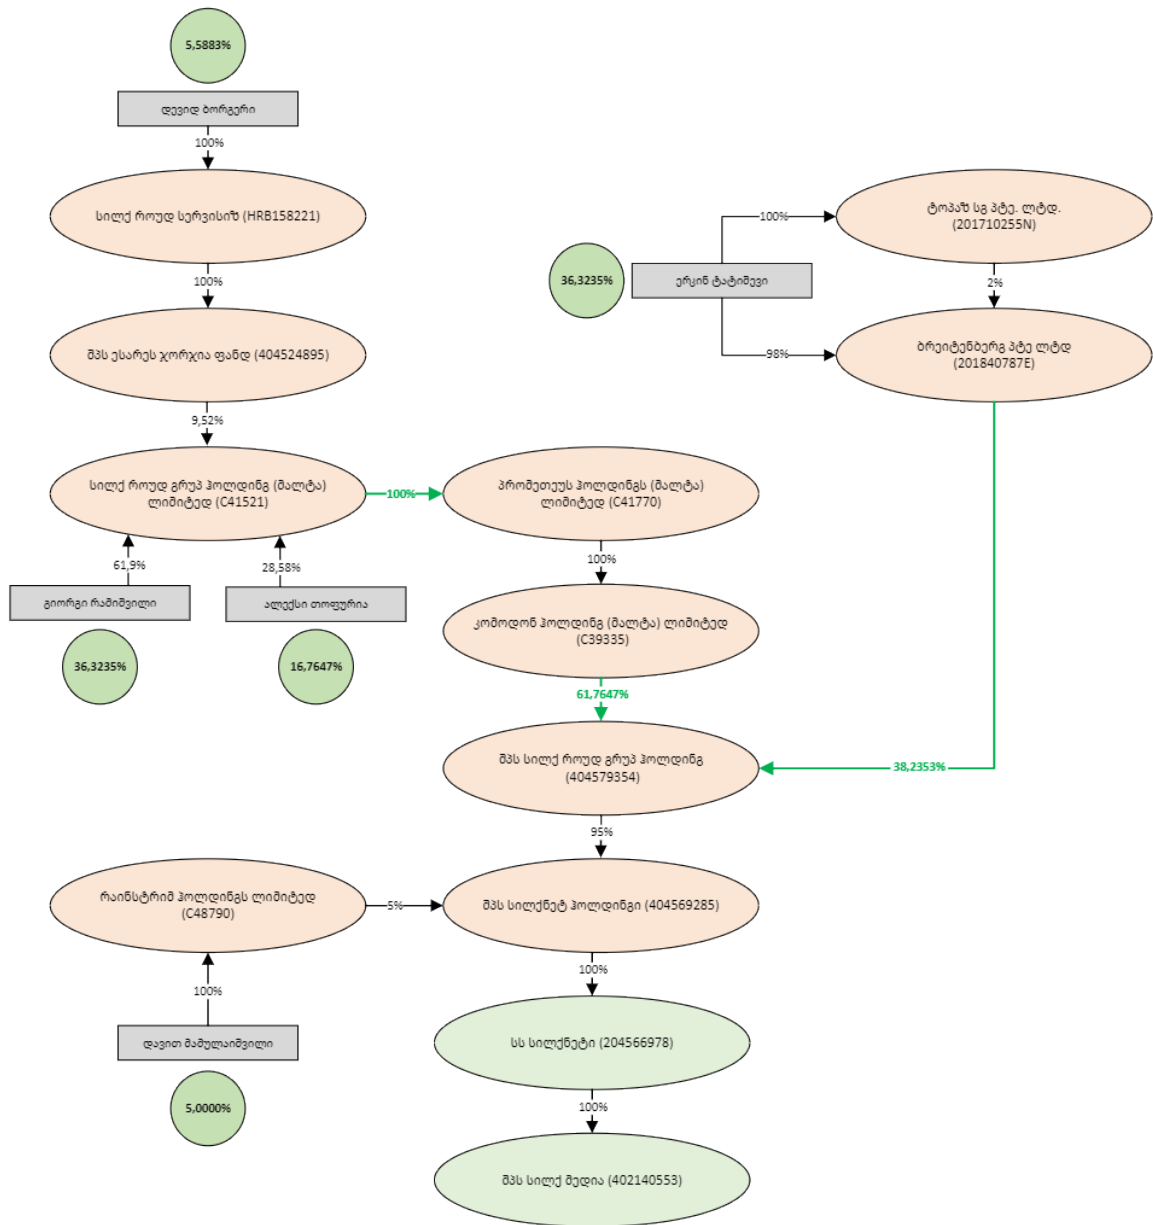 5,5883%
დევიდ ბორგერი
100%
სილქ როუდ სერვისიზ (HRB158221)
100%
შპს ესარეს ჯორჯია ფანდ (404524895)
9,52%
სილქ როუდ გრუპ ჰოლდინგ (მალტა)
ლიმიტედ (C41521)
100%
პრომეთეუს ჰოლდინგს (მალტა)
ლიმიტედ (C41770)
61,9%
28,58%
გიორგი რამიშვილი
ალექსი თოფურია
36,3235%
16,7647%
100%
კომოდონ ჰოლდინგ (მალტა) ლიმიტედ
(C39335)
61,7647%
ტოპაზ სგ პტე. ლტდ.
(201710255N)
100%
36,3235%
ერკინ ტატიშევი
2%
98%
ბრეიტენბერგ პტე ლტდ
(201840787E)
38,2353%
შპს სილქ როუდ გრუპ ჰოლდინგ
(404579354)
95%
რაინსტრიმ ჰოლდინგს ლიმიტედ
(C48790)
5%
შპს სილქნეტ ჰოლდინგი (404569285)
100%
დავით მამულაიშვილი
5,0000%
100%
სს სილქნეტი (204566978)
100%
შპს სილქ მედია (402140553)